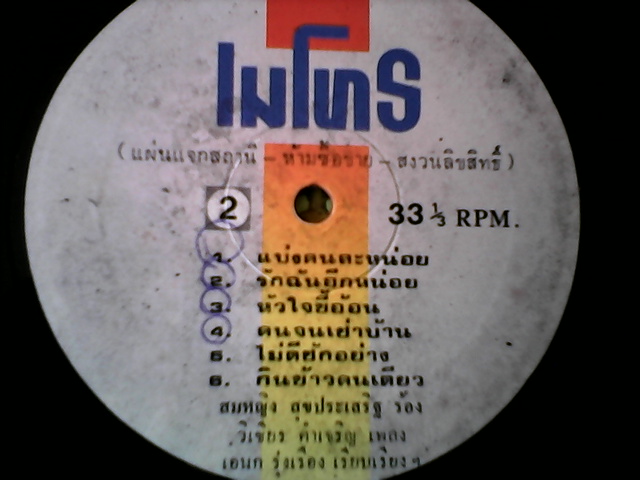 เมโทร
(แผ่นแจกสถานี - ห้ามซื้อขาย - สงวนลิขสิทธิ์)
2 33 ⅓ RPM.
1. แบ่งคนละหน่อย
2. รักฉันอีกหน่อย
3. หัวใจขี้อ้อน
4. คนจนเฝ้าบ้าน
5. ไม่ดีซักอย่าง
6. กินข้าวคนเดียว
สมหญิง สุขประเสริฐ ร้อง
วิเชียร คำเจริญ เพลง
เอนก รุ่งเรือง เรียบเรียงฯ